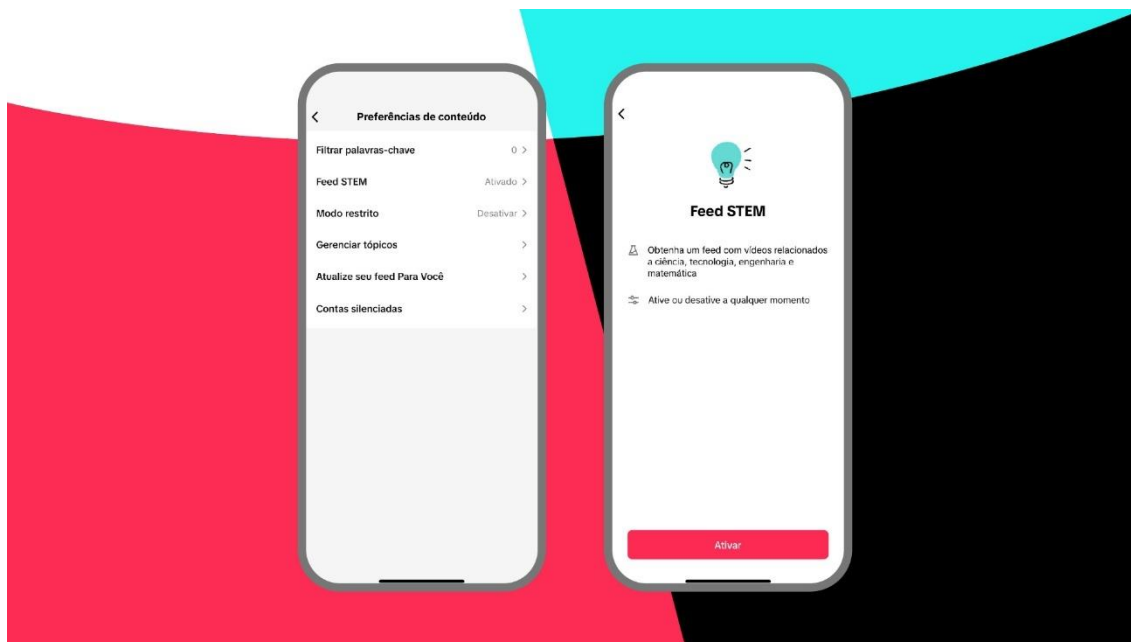 Preferências de conteúdo
Filtrar palavras-chave 0
Feed STEM Ativado
Modo restrito Desativar
Gerenciar tópicos
Atualize seu feed Para Você
Contas silenciadas
Feed STEM
Obtenha um feed com vídeos relacionados
a ciência, tecnologia, engenharia e
matemática
Ative ou desative a qualquer momento
Ativar